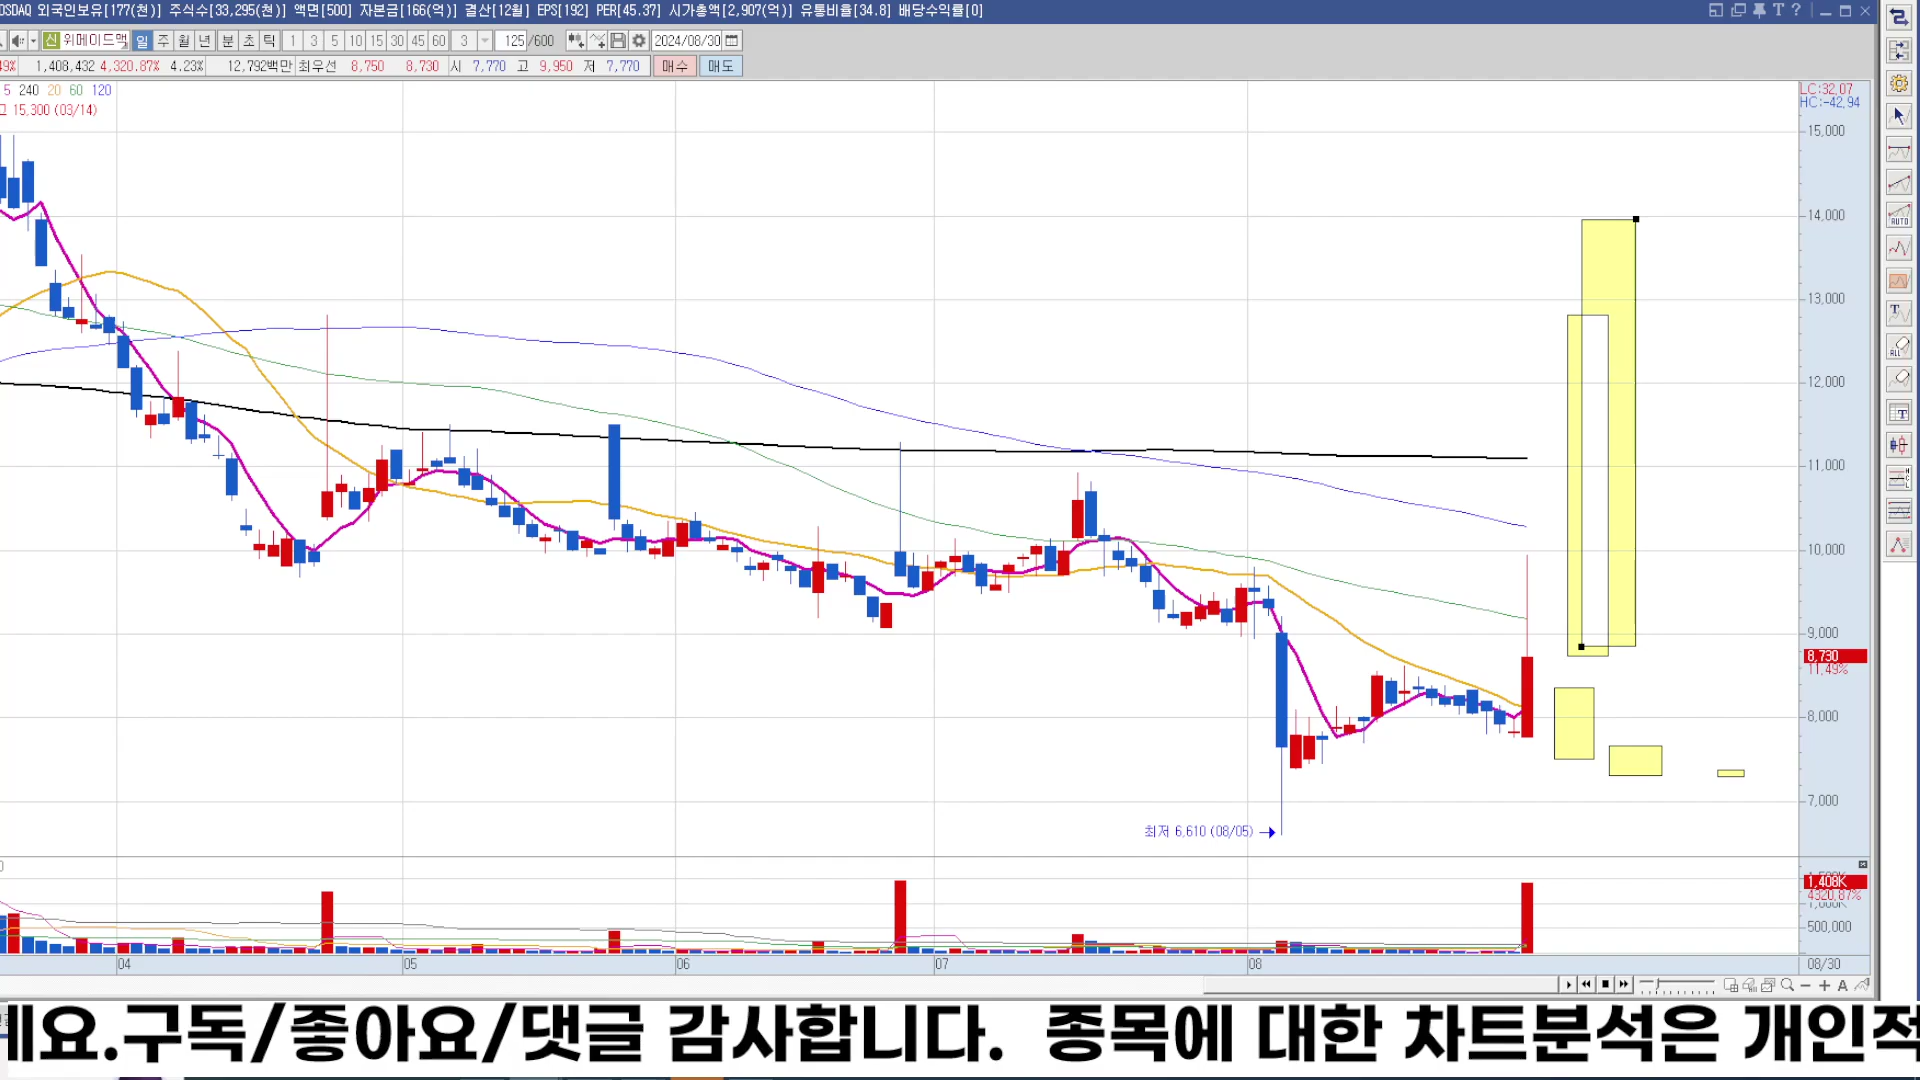 OSDAQ 외국인보유[177(천)] 주식수[33,295(천)] 액면[500] 자본금[166(억)] 결산[12월] EPS[192] PER[45.37] 시가총액[2,907(억)] 유통비율[34.8] 배당수익률[0]
신 위메이드맥 일 주 월 년 분 초 틱 1 3 5 10 15 30 45 60 3 125 /600 2024/08/30
49% 1,408,432 4,320.87% 4.23% 12,792백만 최우선 8,750 8,730 시 7,770 고 9,950 저 7,770 매수 매도
5 240 20 60 120
고 15,300 (03/14)
LC:32.07
HC:-42.94
15,000
14,000
13,000
12,000
11,000
10,000
9,000
8,730
11.49%
8,000
7,000
최저 6,610 (08/05)
1,408K
4320.87%
500,000
04 05 06 07 08 08/30
세요.구독/좋아요/댓글 감사합니다. 종목에 대한 차트분석은 개인적